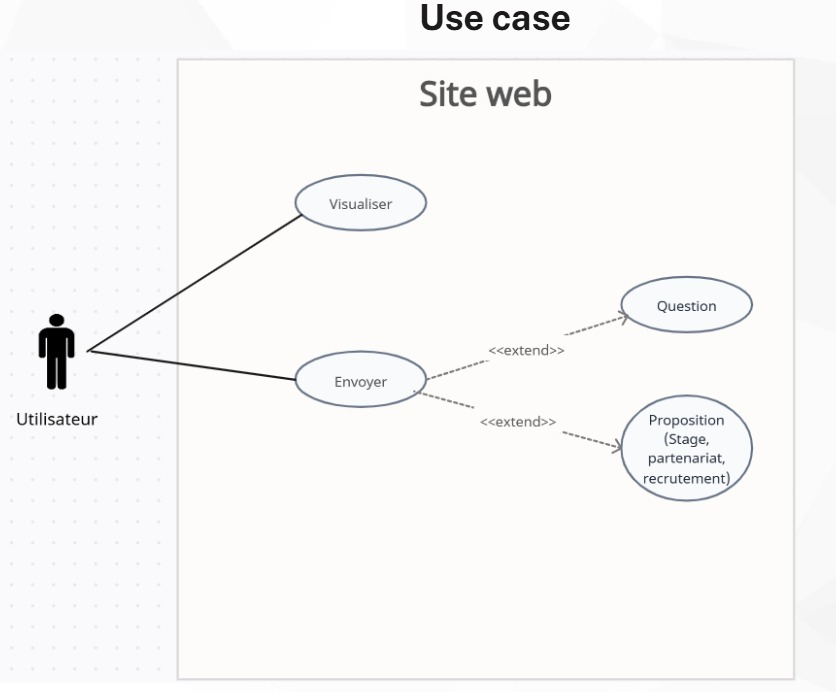 Use case
Site web
Visualiser
Question
<<extend>>
Envoyer
Utilisateur
<<extend>>
Proposition
(Stage,
partenariat,
recrutement)